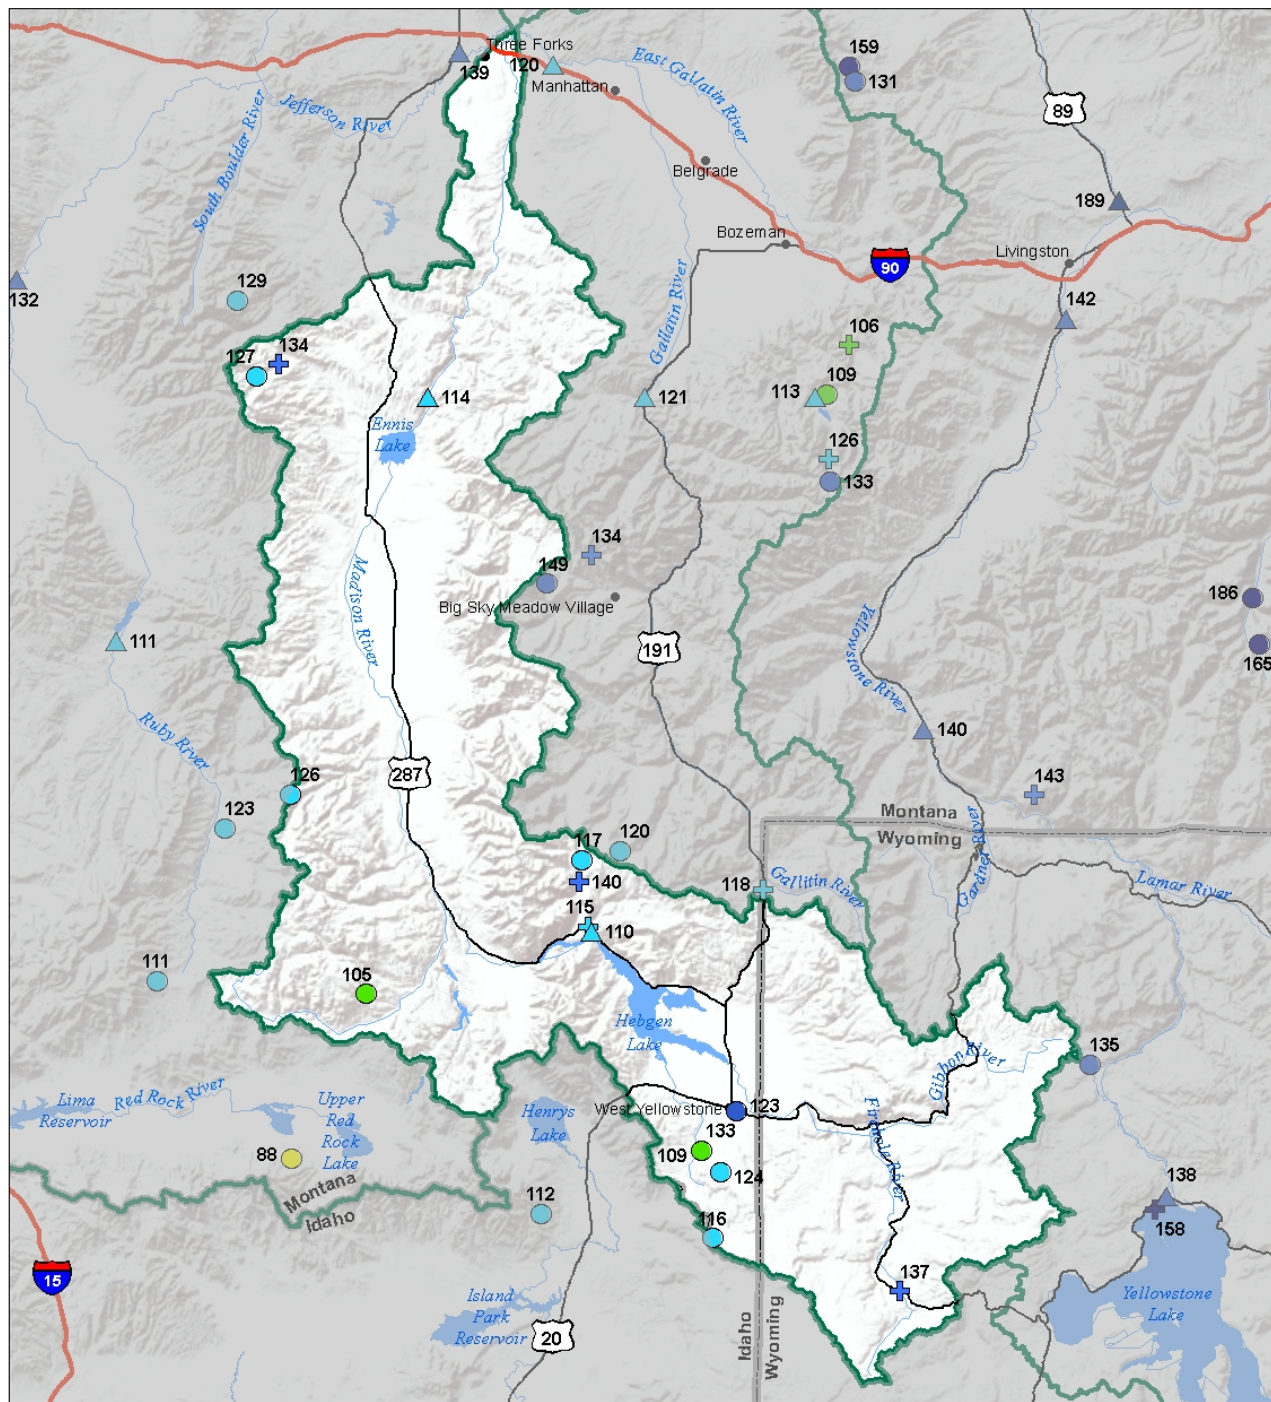 Three Forks
139
120
Manhattan
East Gallatin River
159
131
89
Jefferson River
South Boulder River
Belgrade
189
Bozeman
Livingston
90
132
129
142
Gallatin River
134
127
106
114
121
113
109
Ennis
Lake
126
133
134
149
Madison River
Big Sky Meadow Village
186
Yellowstone River
111
191
165
Ruby River
140
287
126
143
123
Montana
Wyoming
117
120
Gardner River
140
118
Gallitin River
Lamar River
115
110
111
105
Hebgen
Lake
135
Gibbon River
Lima
Reservoir
Red Rock River
Upper
Red
Rock
Lake
Henrys
Lake
West Yellowstone
123
Firehole River
133
109
88
124
Montana
Idaho
112
116
138
158
15
137
Island
Park
Reservoir
20
Idaho
Wyoming
Yellowstone
Lake